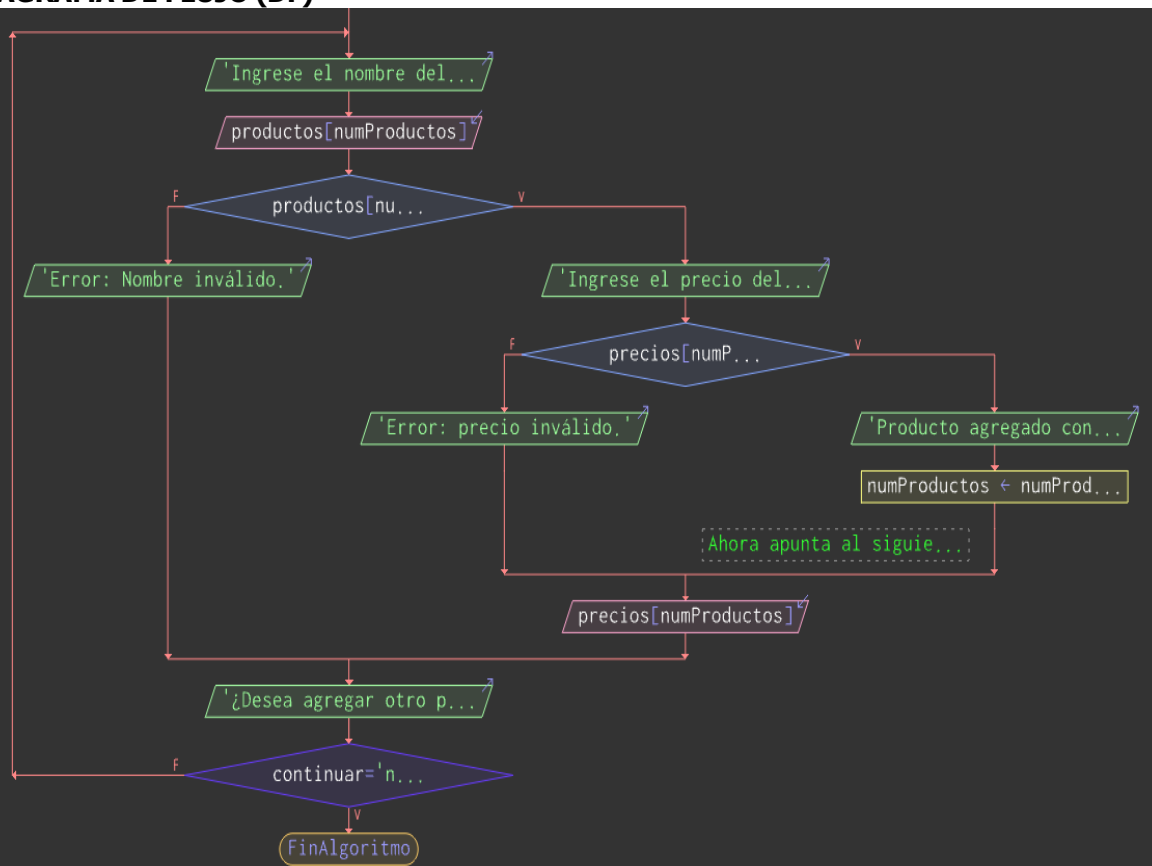 'Ingrese el nombre del...
productos[numProductos]
productos[nu...
F
V
'Error: Nombre inválido.'
'Ingrese el precio del...
precios[numP...
F
V
'Error: precio inválido.'
'Producto agregado con...
numProductos ← numProd...
Ahora apunta al siguie...
precios[numProductos]
'¿Desea agregar otro p...
continuar='n...
F
V
FinAlgoritmo